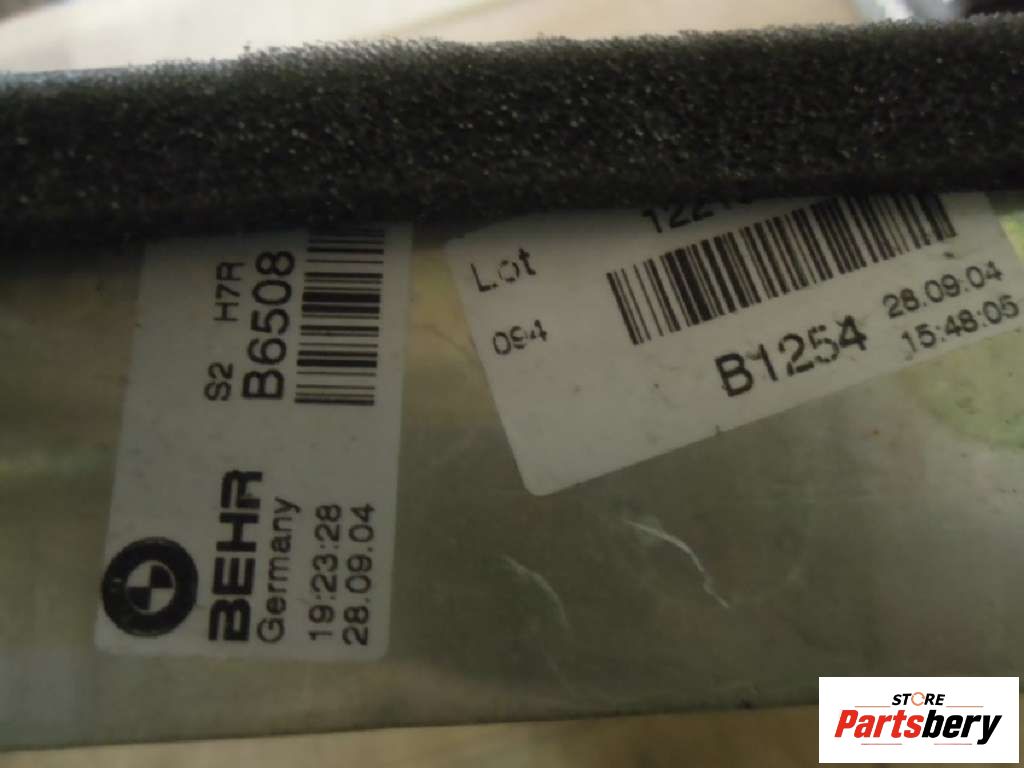 S2 H7R
B6508
BEHR
Germany
19:23:28
28.09.04
Lot
094
B1254
28.09.04
15:48:05
STORE
Partsbery